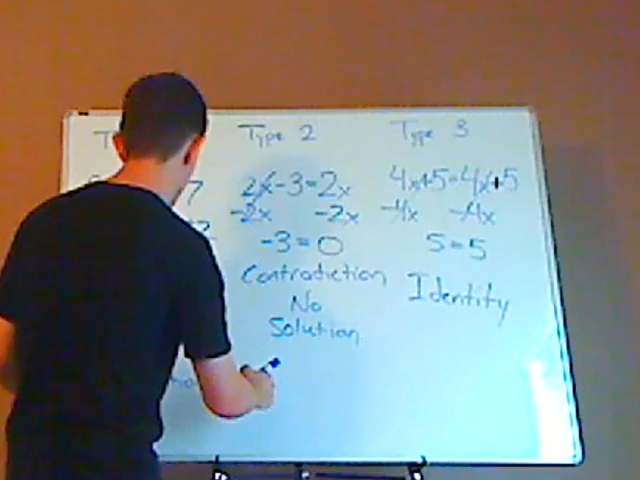 Type 2
2x-3=2x
-2x -2x
-3=0
Contradiction
No
Solution
Type 3
4x+5=4x+5
-4x -4x
5=5
Identity